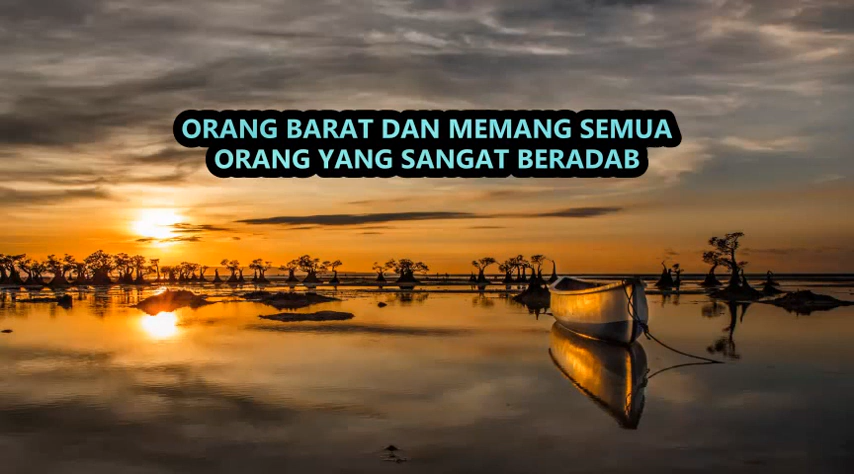 ORANG BARAT DAN MEMANG SEMUA
ORANG YANG SANGAT BERADAB